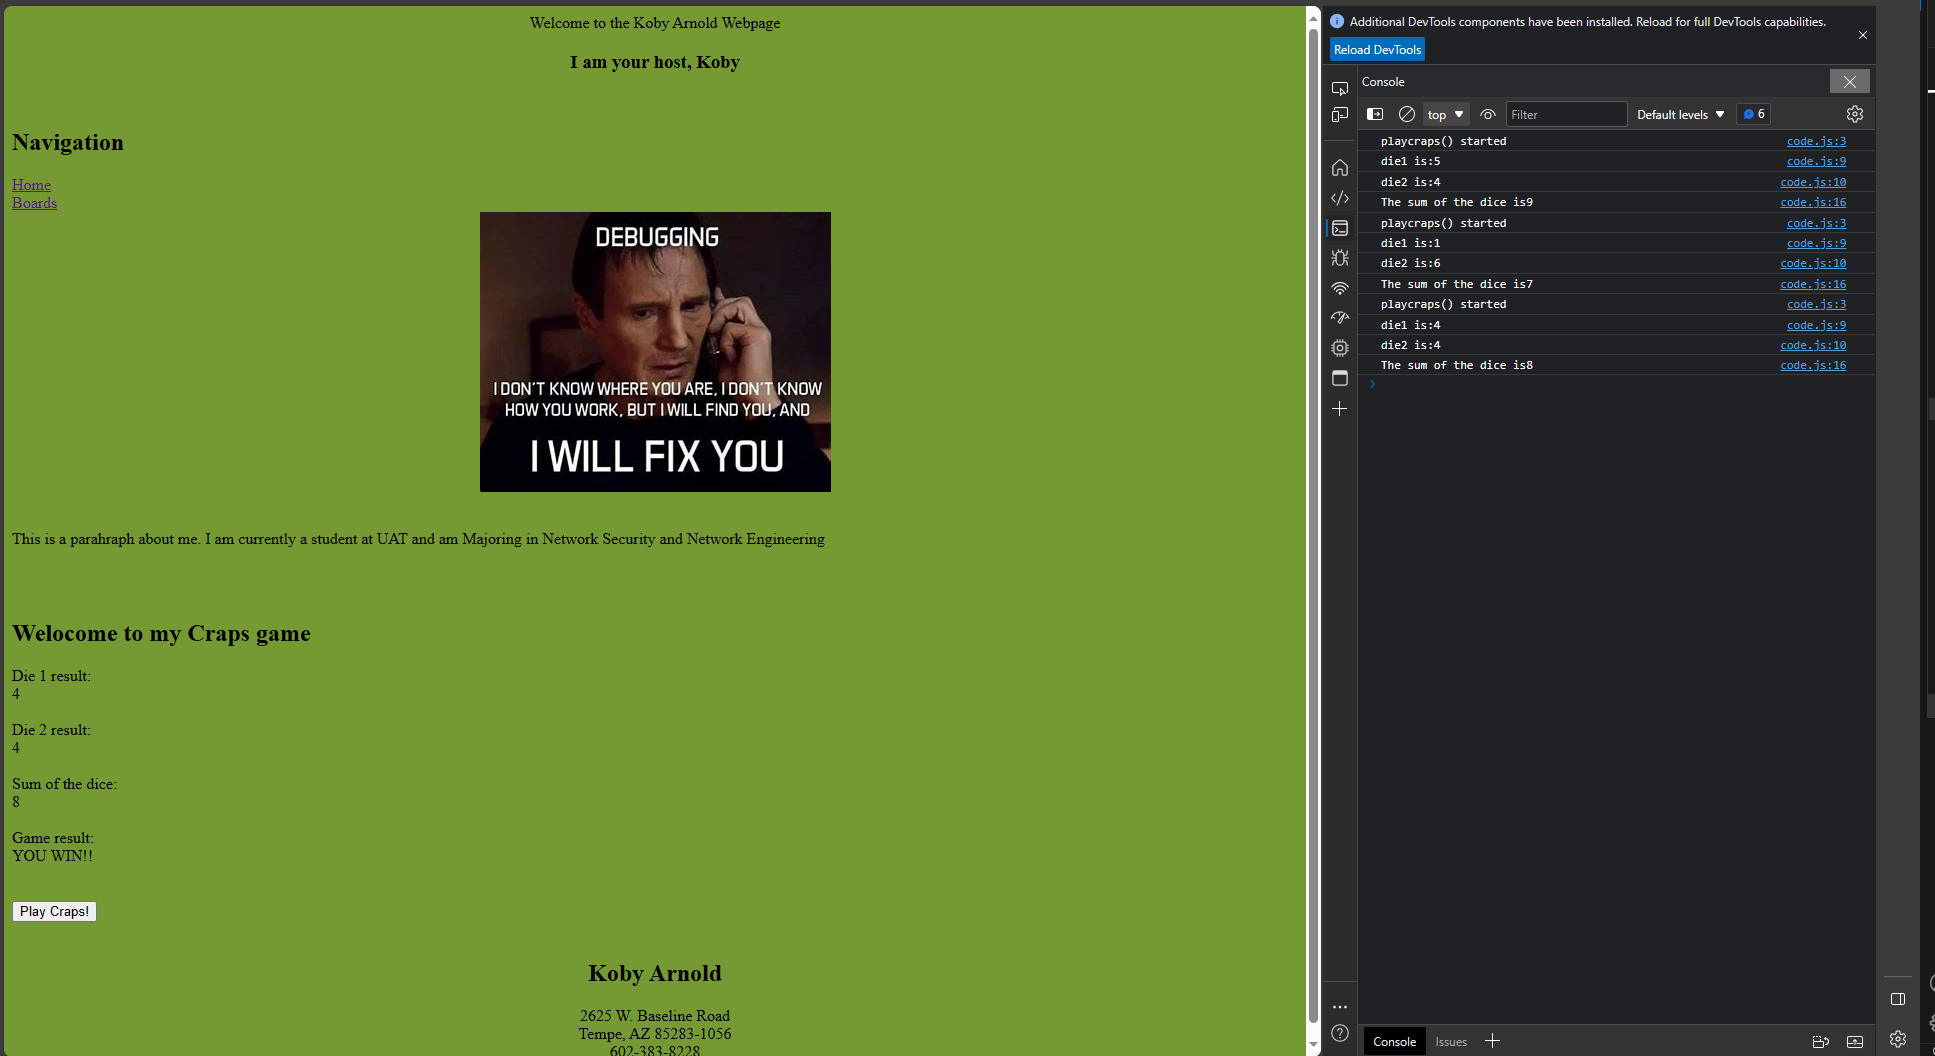 Welcome to the Koby Arnold Webpage
I am your host, Koby
Navigation
Home
Boards
DEBUGGING
I DON'T KNOW WHERE YOU ARE, I DON'T KNOW
HOW YOU WORK, BUT I WILL FIND YOU, AND
I WILL FIX YOU
This is a parahraph about me. I am currently a student at UAT and am Majoring in Network Security and Network Engineering
Welocome to my Craps game
Die 1 result:
4
Die 2 result:
4
Sum of the dice:
8
Game result:
YOU WIN!!
Play Craps!
Koby Arnold
2625 W. Baseline Road
Tempe, AZ 85283-1056
602-383-8228
Additional DevTools components have been installed. Reload for full DevTools capabilities.
Reload DevTools
Console
top
Filter
Default levels
6
playcraps() started code.js:3
die1 is:5 code.js:9
die2 is:4 code.js:10
The sum of the dice is9 code.js:16
playcraps() started code.js:3
die1 is:1 code.js:9
die2 is:6 code.js:10
The sum of the dice is7 code.js:16
playcraps() started code.js:3
die1 is:4 code.js:9
die2 is:4 code.js:10
The sum of the dice is8 code.js:16
Console Issues